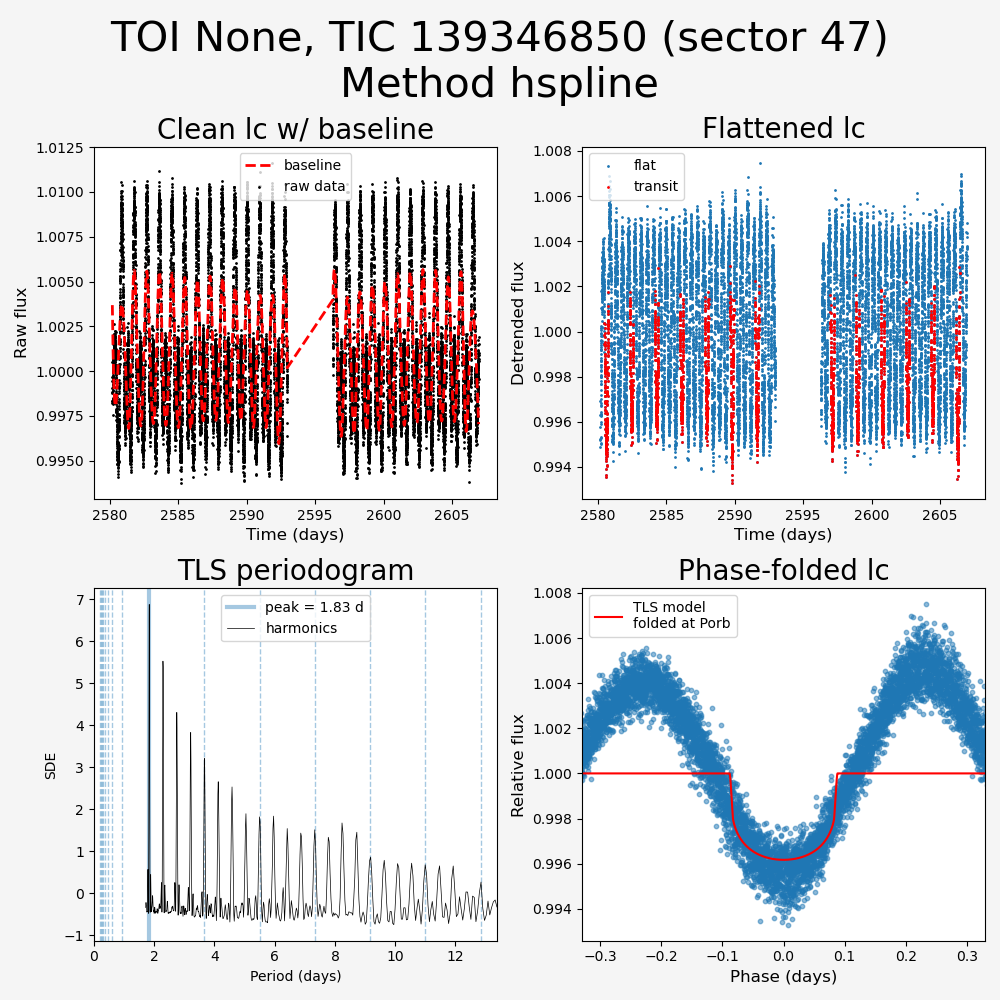 TOI None, TIC 139346850 (sector 47)
Method hspline
Clean lc w/ baseline
1.0125
1.0100
1.0075
1.0050
1.0025
1.0000
0.9975
0.9950
Raw flux
baseline
raw data
2580
2585
2590
2595
2600
2605
Time (days)
Flattened lc
1.008
1.006
1.004
1.002
1.000
0.998
0.996
0.994
Detrended flux
flat
transit
2580
2585
2590
2595
2600
2605
Time (days)
TLS periodogram
7
6
5
4
3
2
1
0
−1
SDE
peak = 1.83 d
harmonics
0
2
4
6
8
10
12
Period (days)
Phase-folded lc
1.008
1.006
1.004
1.002
1.000
0.998
0.996
0.994
Relative flux
TLS model
folded at Porb
−0.3
−0.2
−0.1
0.0
0.1
0.2
0.3
Phase (days)